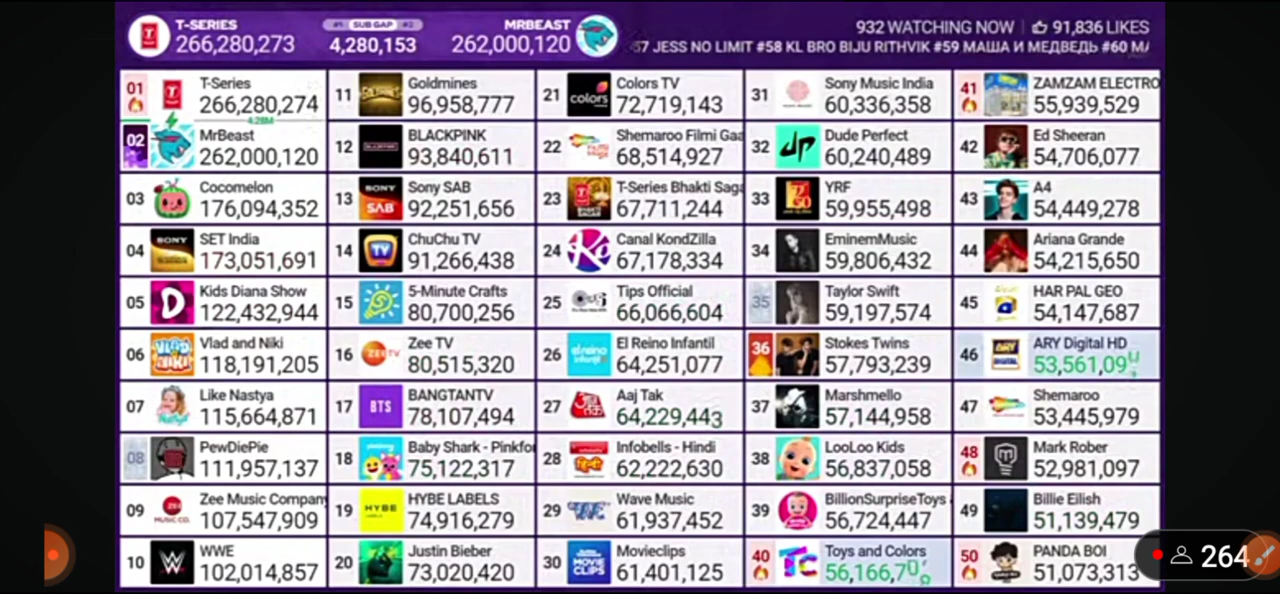 T-SERIES
266,280,273
#1 SUB GAP #2
4,280,153
MRBEAST
262,000,120
932 WATCHING NOW | 91,836 LIKES
57 JESS NO LIMIT #58 KL BRO BIJU RITHVIK #59 МАША И МЕДВЕДЬ #60 MA
01 T-Series
266,280,274
4.28M
02 MrBeast
262,000,120
03 Cocomelon
176,094,352
04 SET India
173,051,691
05 Kids Diana Show
122,432,944
06 Vlad and Niki
118,191,205
07 Like Nastya
115,664,871
08 PewDiePie
111,957,137
09 Zee Music Company
107,547,909
10 WWE
102,014,857
11 Goldmines
96,958,777
12 BLACKPINK
93,840,611
13 Sony SAB
92,251,656
14 ChuChu TV
91,266,438
15 5-Minute Crafts
80,700,256
16 Zee TV
80,515,320
17 BANGTANTV
78,107,494
18 Baby Shark - Pinkfo
75,122,317
19 HYBE LABELS
74,916,279
20 Justin Bieber
73,020,420
21 Colors TV
72,719,143
22 Shemaroo Filmi Gaa
68,514,927
23 T-Series Bhakti Saga
67,711,244
24 Canal KondZilla
67,178,334
25 Tips Official
66,066,604
26 El Reino Infantil
64,251,077
27 Aaj Tak
64,229,443
28 Infobells - Hindi
62,222,630
29 Wave Music
61,937,452
30 Movieclips
61,401,125
31 Sony Music India
60,336,358
32 Dude Perfect
60,240,489
33 YRF
59,955,498
34 EminemMusic
59,806,432
35 Taylor Swift
59,197,574
36 Stokes Twins
57,793,239
37 Marshmello
57,144,958
38 LooLoo Kids
56,837,058
39 BillionSurpriseToys
56,724,447
40 Toys and Colors
56,166,7
41 ZAMZAM ELECTRO
55,939,529
42 Ed Sheeran
54,706,077
43 A4
54,449,278
44 Ariana Grande
54,215,650
45 HAR PAL GEO
54,147,687
46 ARY Digital HD
53,561,09
47 Shemaroo
53,445,979
48 Mark Rober
52,981,097
49 Billie Eilish
51,139,479
50 PANDA BOI
51,073,313
264